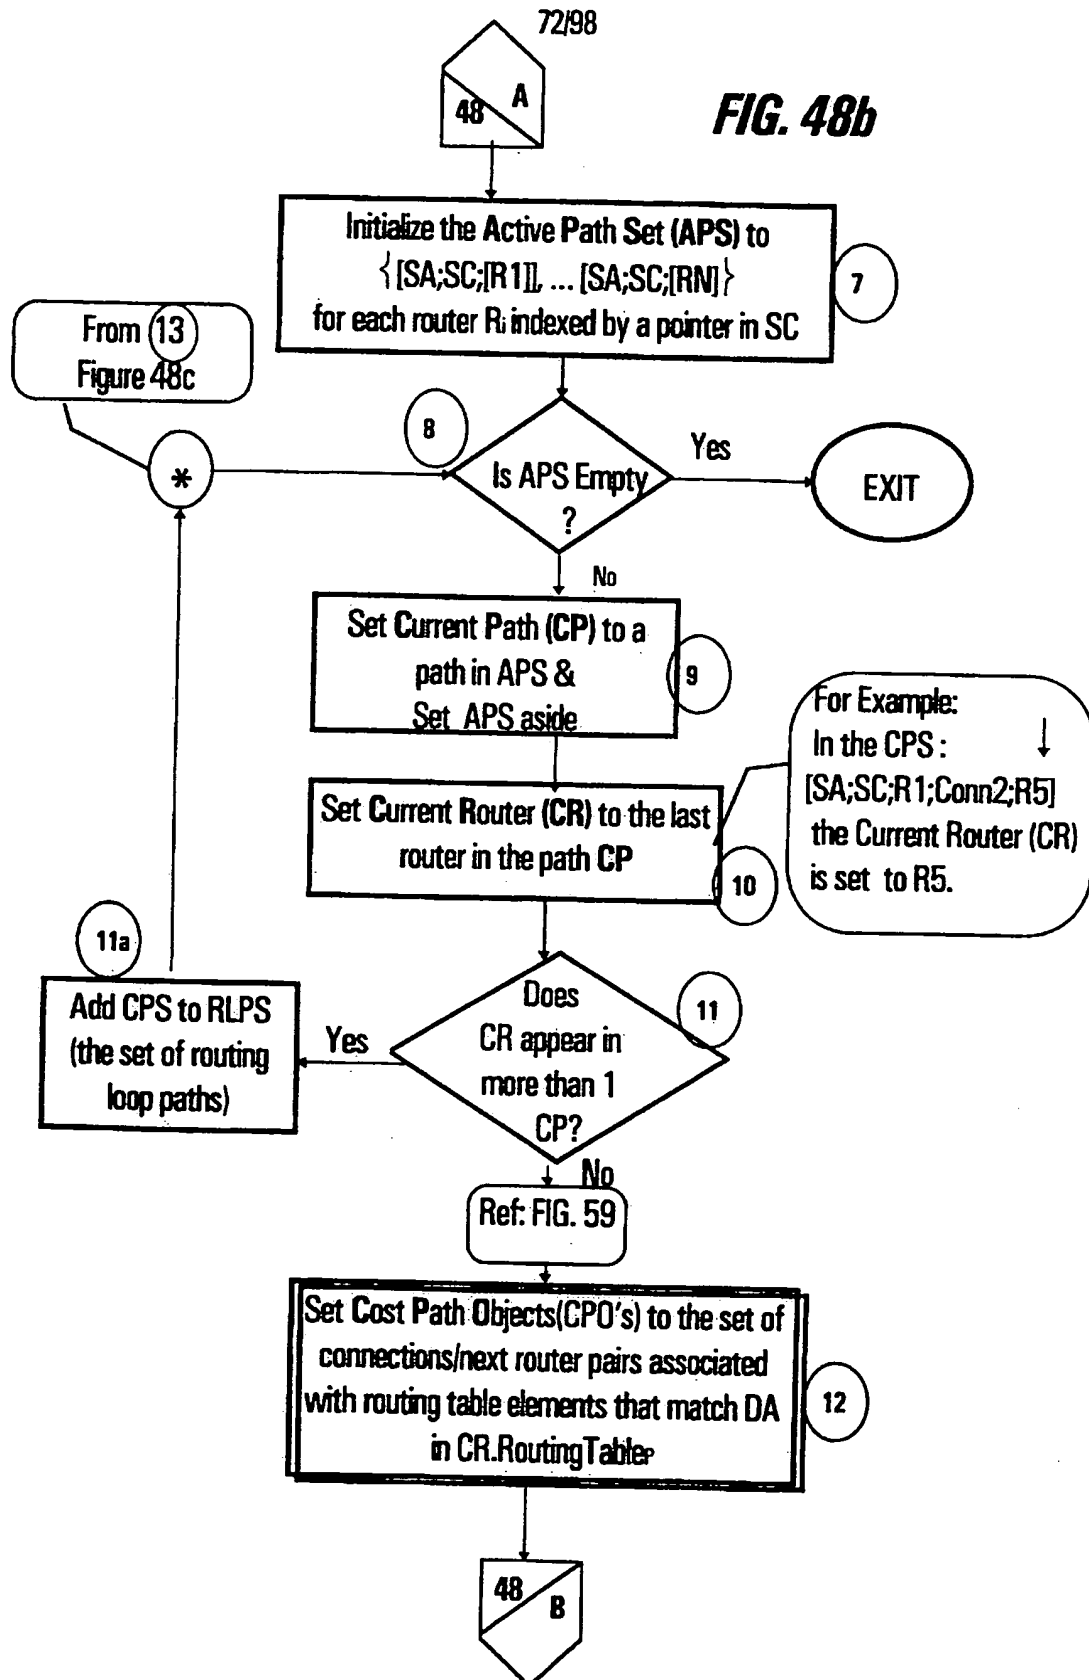 72/98
48 A
FIG. 48b
Initialize the Active Path Set (APS) to
{[SA;SC;[R1]], ... [SA;SC;[RN]}
for each router Ri indexed by a pointer in SC
7
From 13
Figure 48c
8
*
Is APS Empty
?
Yes
EXIT
No
Set Current Path (CP) to a
path in APS &
Set APS aside
9
For Example:
In the CPS : ↓
[SA;SC;R1;Conn2;R5]
the Current Router (CR)
is set to R5.
Set Current Router (CR) to the last
router in the path CP
10
11a
Add CPS to RLPS
(the set of routing
loop paths)
Yes
Does
CR appear in
more than 1
CP?
11
No
Ref: FIG. 59
Set Cost Path Objects(CPO's) to the set of
connections/next router pairs associated
with routing table elements that match DA
in CR.RoutingTableP
12
48 B